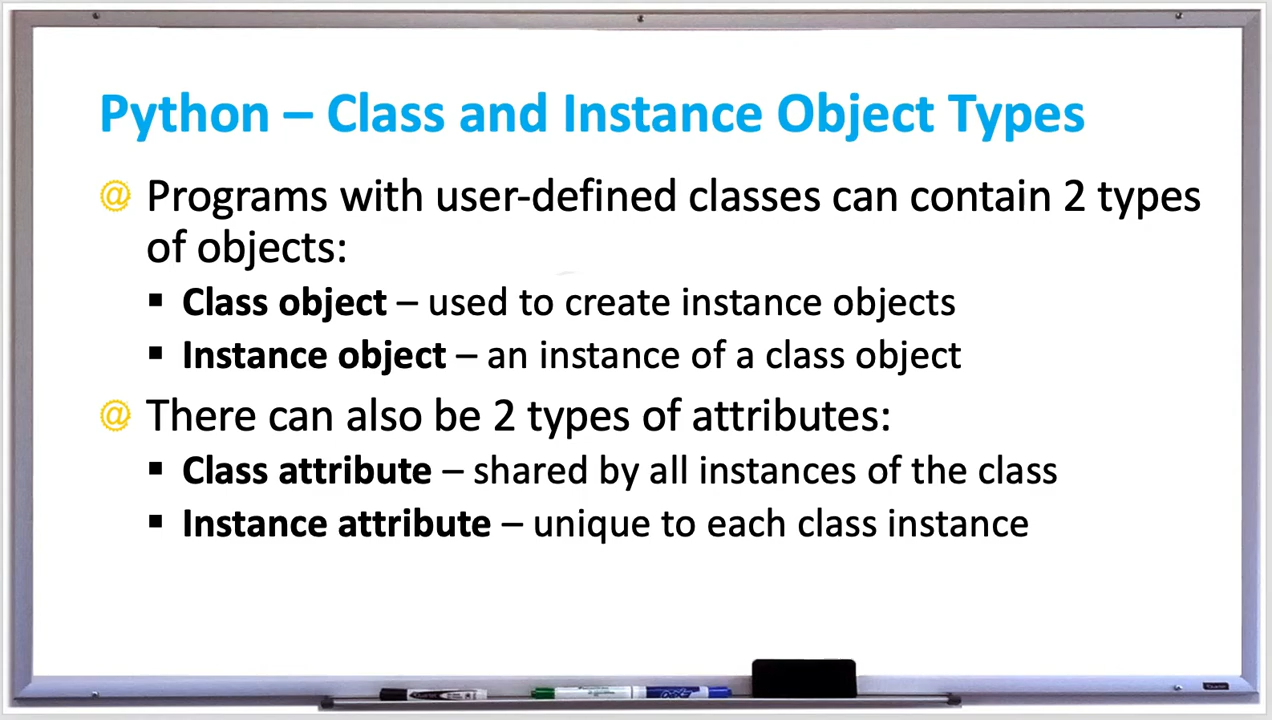 Python – Class and Instance Object Types
@ Programs with user-defined classes can contain 2 types
of objects:
▪ Class object – used to create instance objects
▪ Instance object – an instance of a class object
@ There can also be 2 types of attributes:
▪ Class attribute – shared by all instances of the class
▪ Instance attribute – unique to each class instance